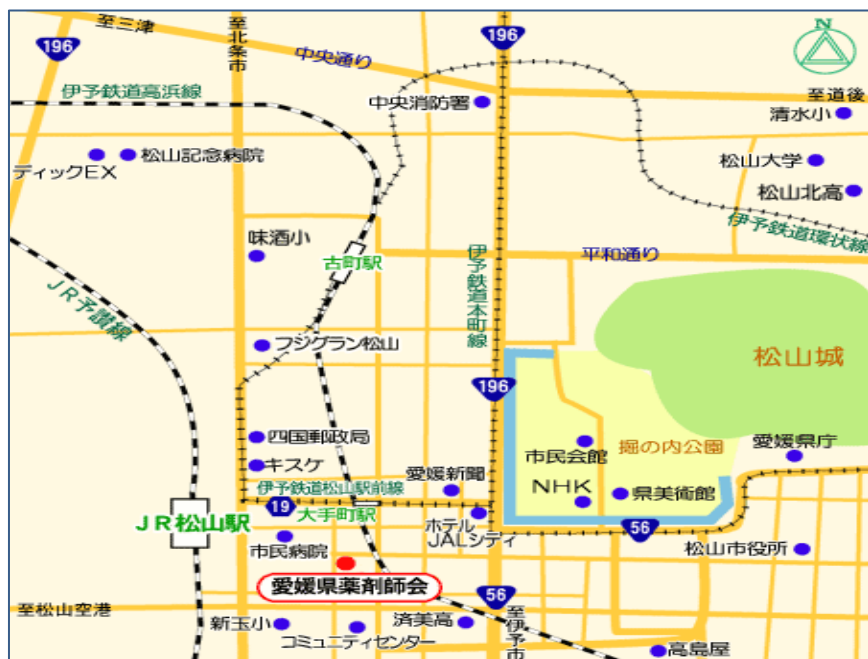 至三津
196
至北条市
中央通り
196
N
伊予鉄道高浜線
中央消防署
至道後
清水小
ディックEX
松山記念病院
松山大学
松山北高
味酒小
古町駅
伊予鉄道本町線
平和通り
伊予鉄道環状線
JR予讃線
フジグラン松山
松山城
196
四国郵政局
キスケ
伊予鉄道松山駅前線
愛媛新聞
市民会館
堀の内公園
愛媛県庁
NHK
県美術館
JR松山駅
19
大手町駅
ホテル
JALシティ
56
市民病院
松山市役所
愛媛県薬剤師会
56
至松山空港
至伊予市
新玉小
コミュニティセンター
済美高
高島屋